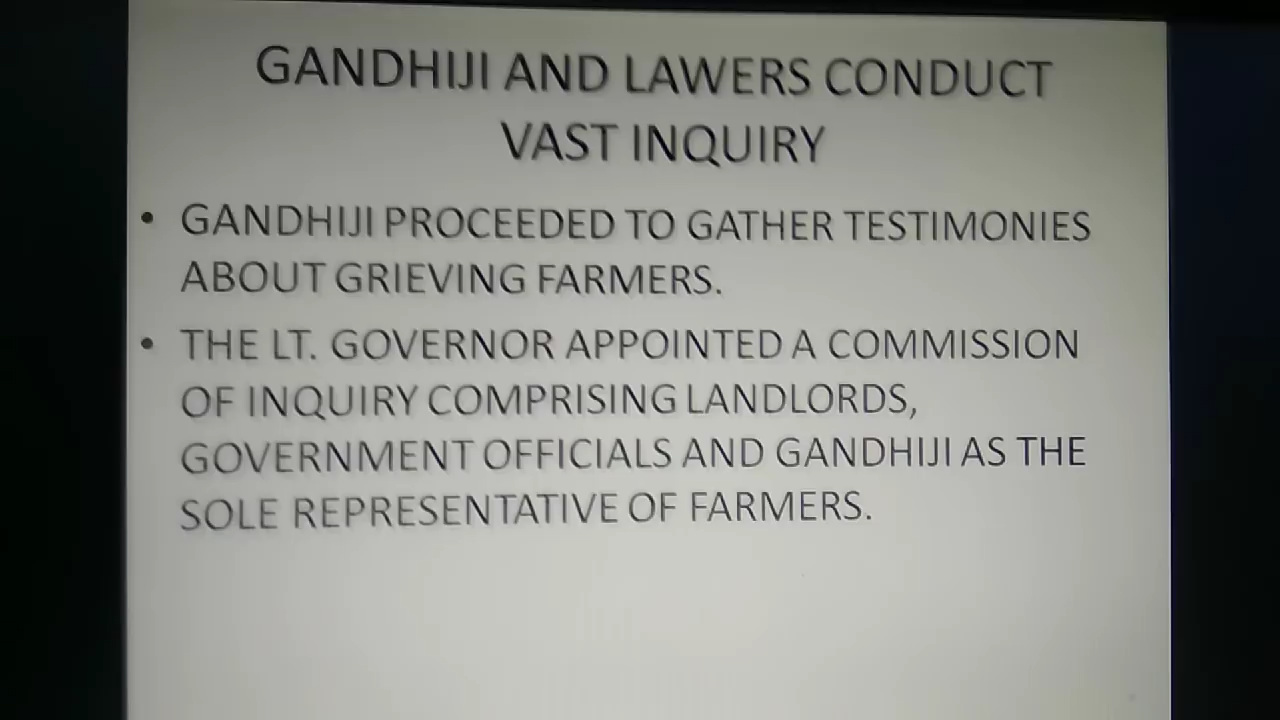 GANDHIJI AND LAWERS CONDUCT
VAST INQUIRY
• GANDHIJI PROCEEDED TO GATHER TESTIMONIES
ABOUT GRIEVING FARMERS.
• THE LT. GOVERNOR APPOINTED A COMMISSION
OF INQUIRY COMPRISING LANDLORDS,
GOVERNMENT OFFICIALS AND GANDHIJI AS THE
SOLE REPRESENTATIVE OF FARMERS.